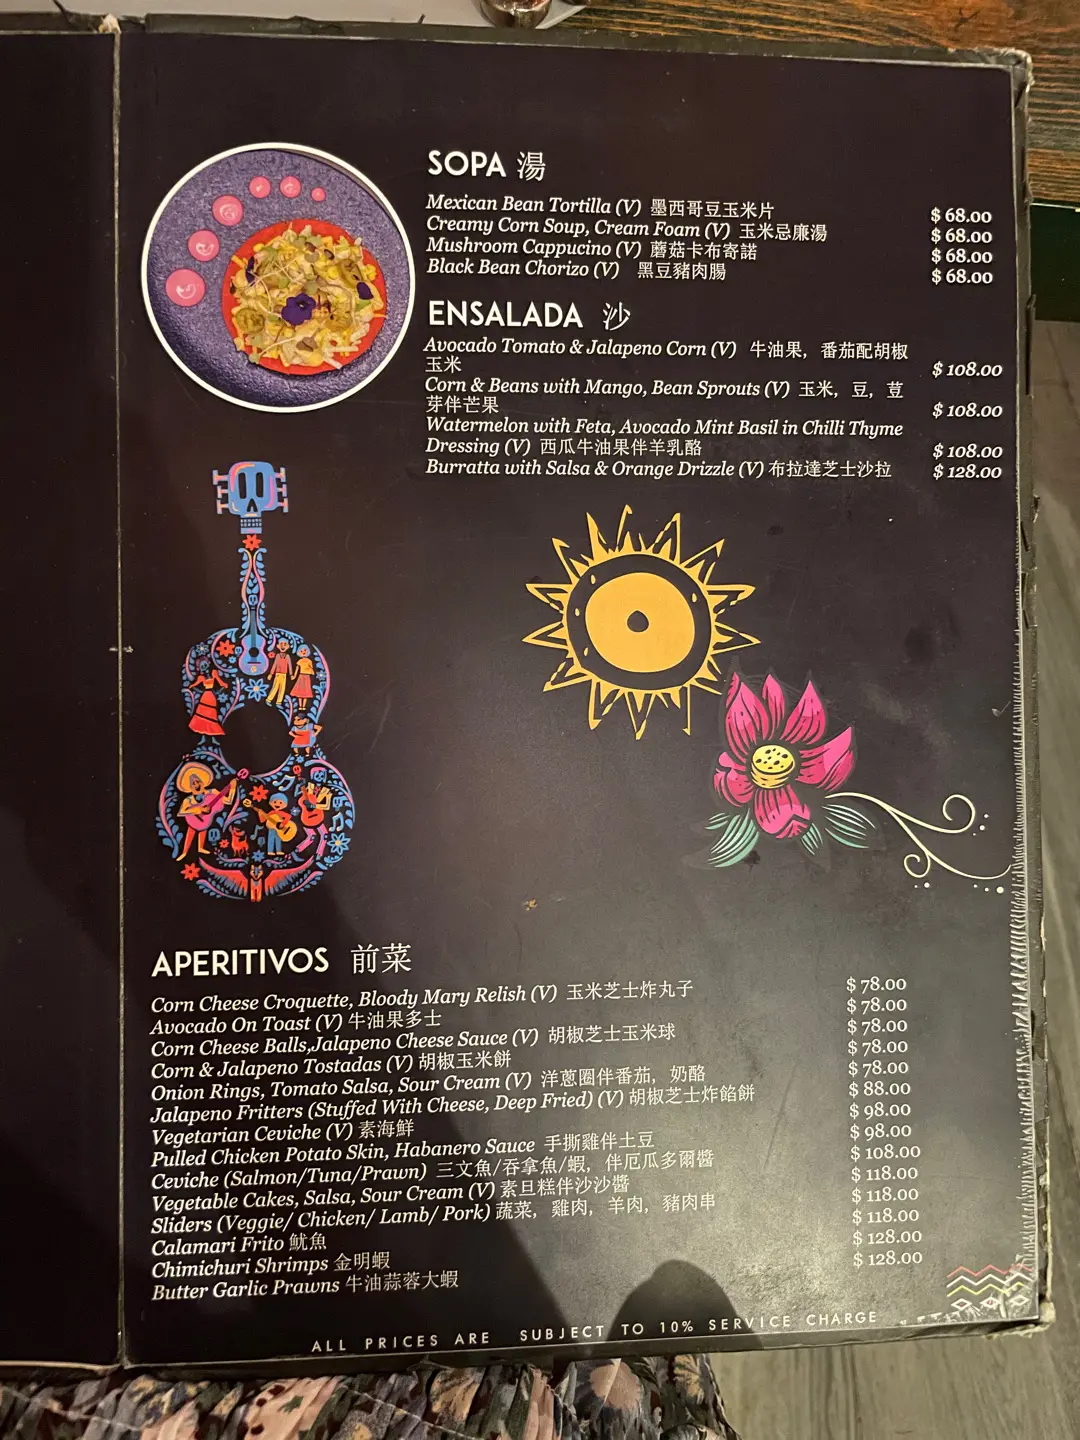 SOPA 湯
Mexican Bean Tortilla (V) 墨西哥豆玉米片 $ 68.00
Creamy Corn Soup, Cream Foam (V) 玉米忌廉湯 $ 68.00
Mushroom Cappucino (V) 蘑菇卡布寄諾 $ 68.00
Black Bean Chorizo (V) 黑豆豬肉腸 $ 68.00
ENSALADA 沙
Avocado Tomato & Jalapeno Corn (V) 牛油果，番茄配胡椒
玉米 $ 108.00
Corn & Beans with Mango, Bean Sprouts (V) 玉米，豆，荳
芽伴芒果 $ 108.00
Watermelon with Feta, Avocado Mint Basil in Chilli Thyme
Dressing (V) 西瓜牛油果伴羊乳酪 $ 108.00
Burratta with Salsa & Orange Drizzle (V) 布拉達芝士沙拉 $ 128.00
APERITIVOS 前菜
Corn Cheese Croquette, Bloody Mary Relish (V) 玉米芝士炸丸子 $ 78.00
Avocado On Toast (V) 牛油果多士 $ 78.00
Corn Cheese Balls,Jalapeno Cheese Sauce (V) 胡椒芝士玉米球 $ 78.00
Corn & Jalapeno Tostadas (V) 胡椒玉米餅 $ 78.00
Onion Rings, Tomato Salsa, Sour Cream (V) 洋蔥圈伴番茄，奶酪 $ 78.00
Jalapeno Fritters (Stuffed With Cheese, Deep Fried) (V) 胡椒芝士炸餡餅 $ 88.00
Vegetarian Ceviche (V) 素海鮮 $ 98.00
Pulled Chicken Potato Skin, Habanero Sauce 手撕雞伴土豆 $ 98.00
Ceviche (Salmon/Tuna/Prawn) 三文魚/吞拿魚/蝦，伴厄瓜多爾醬 $ 108.00
Vegetable Cakes, Salsa, Sour Cream (V) 素旦糕伴沙沙醬 $ 118.00
Sliders (Veggie/ Chicken/ Lamb/ Pork) 蔬菜，雞肉，羊肉，豬肉串 $ 118.00
Calamari Frito 魷魚 $ 118.00
Chimichuri Shrimps 金明蝦 $ 128.00
Butter Garlic Prawns 牛油蒜蓉大蝦 $ 128.00
ALL PRICES ARE SUBJECT TO 10% SERVICE CHARGE